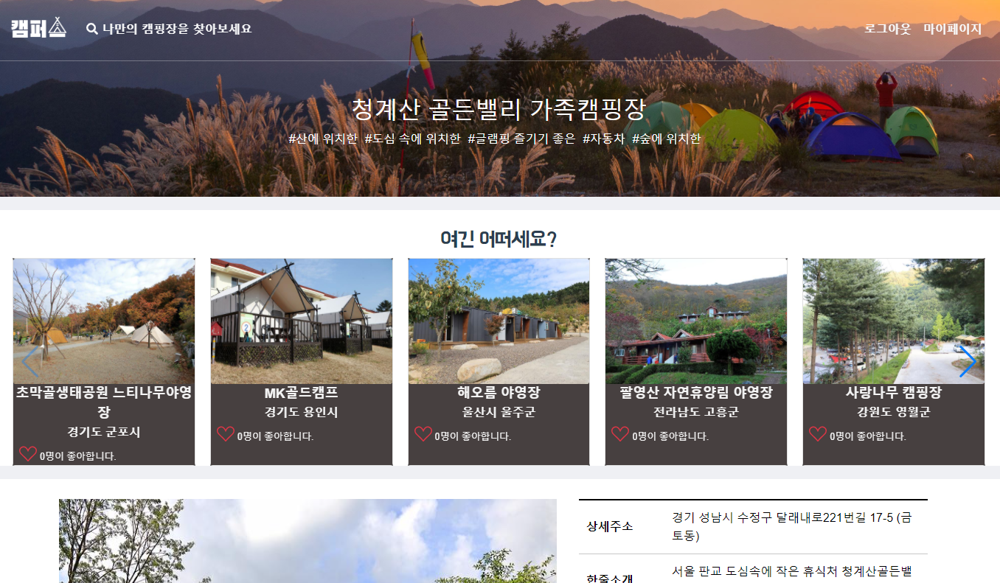 캠퍼
나만의 캠핑장을 찾아보세요
로그아웃 마이페이지
청계산 골든밸리 가족캠핑장
#산에 위치한 #도심 속에 위치한 #글램핑 즐기기 좋은 #자동차 #숲에 위치한
여긴 어떠세요?
초막골생태공원 느티나무야영
장
경기도 군포시
0명이 좋아합니다.
MK골드캠프
경기도 용인시
0명이 좋아합니다.
해오름 야영장
울산시 울주군
0명이 좋아합니다.
팔영산 자연휴양림 야영장
전라남도 고흥군
0명이 좋아합니다.
사랑나무 캠핑장
강원도 영월군
0명이 좋아합니다.
상세주소
경기 성남시 수정구 달래내로221번길 17-5 (금
토동)
한줄소개
서울 판교 도심속에 작은 휴식처 청계산골든밸